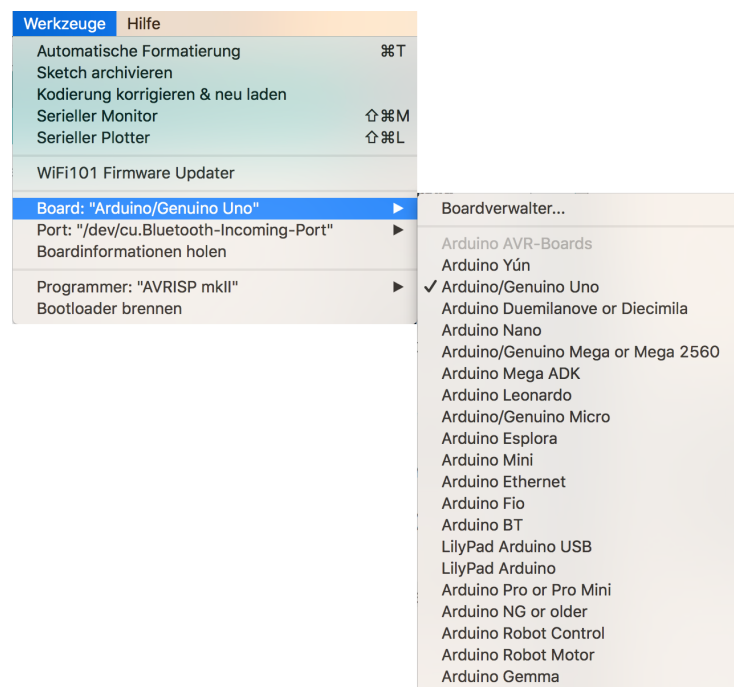 Werkzeuge Hilfe
Automatische Formatierung ⌘T
Sketch archivieren
Kodierung korrigieren & neu laden
Serieller Monitor ⇧⌘M
Serieller Plotter ⇧⌘L
WiFi101 Firmware Updater
Board: "Arduino/Genuino Uno" ▶
Port: "/dev/cu.Bluetooth-Incoming-Port" ▶
Boardinformationen holen
Programmer: "AVRISP mkII" ▶
Bootloader brennen
Boardverwalter...
Arduino AVR-Boards
Arduino Yún
✓ Arduino/Genuino Uno
Arduino Duemilanove or Diecimila
Arduino Nano
Arduino/Genuino Mega or Mega 2560
Arduino Mega ADK
Arduino Leonardo
Arduino/Genuino Micro
Arduino Esplora
Arduino Mini
Arduino Ethernet
Arduino Fio
Arduino BT
LilyPad Arduino USB
LilyPad Arduino
Arduino Pro or Pro Mini
Arduino NG or older
Arduino Robot Control
Arduino Robot Motor
Arduino Gemma